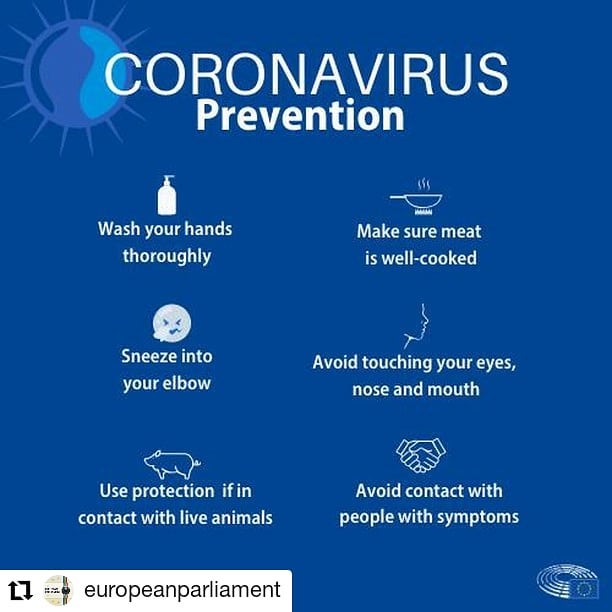 CORONAVIRUS
Prevention
Wash your hands
thoroughly
Make sure meat
is well-cooked
Sneeze into
your elbow
Avoid touching your eyes,
nose and mouth
Use protection if in
contact with live animals
Avoid contact with
people with symptoms
europeanparliament